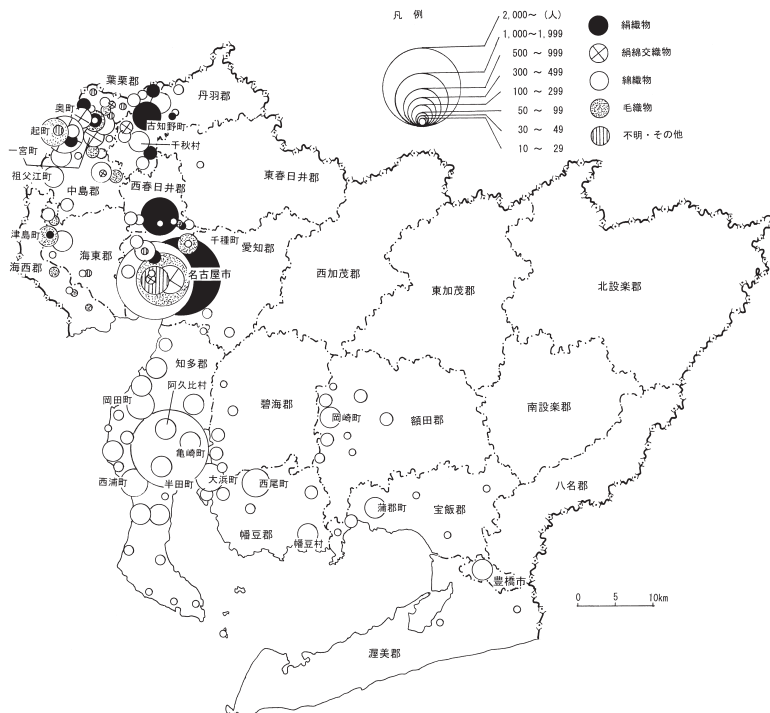 凡 例
2,000～ (人)
1,000～1,999
500 ～ 999
300 ～ 499
100 ～ 299
50 ～ 99
30 ～ 49
10 ～ 29
絹織物
絹綿交織物
綿織物
毛織物
不明・その他
葉栗郡
丹羽郡
奥町
古知野町
起町
千秋村
一宮町
祖父江町
西春日井郡
東春日井郡
中島郡
津島町
千種町
愛知郡
海東郡
海西郡
名古屋市
西加茂郡
東加茂郡
北設楽郡
知多郡
阿久比村
碧海郡
岡田町
岡崎町
額田郡
南設楽郡
亀崎町
西浦町
半田町
大浜町
西尾町
八名郡
蒲郡町
宝飯郡
幡豆郡
幡豆村
豊橋市
0 5 10km
渥美郡